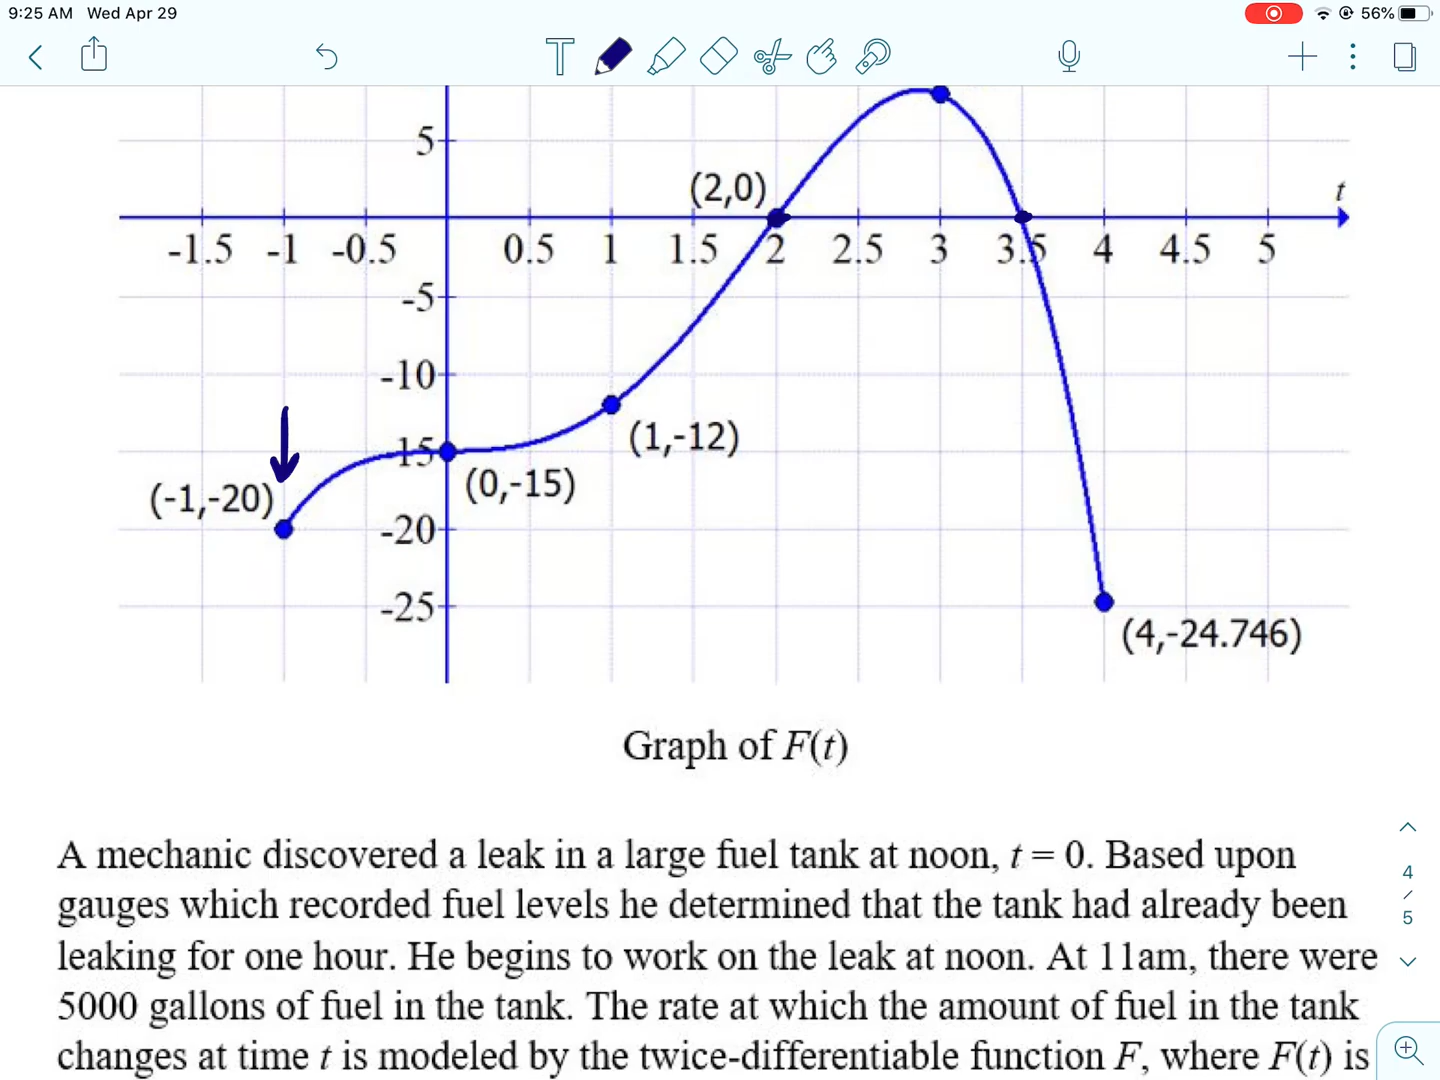 9:25 AM Wed Apr 29 56%
T
5
(2,0) t
-1.5 -1 -0.5 0.5 1 1.5 2 2.5 3 3.5 4 4.5 5
-5
-10
(1,-12)
15
(-1,-20) (0,-15)
-20
-25
(4,-24.746)
Graph of F(t)
A mechanic discovered a leak in a large fuel tank at noon, t = 0. Based upon
gauges which recorded fuel levels he determined that the tank had already been
leaking for one hour. He begins to work on the leak at noon. At 11am, there were
5000 gallons of fuel in the tank. The rate at which the amount of fuel in the tank
changes at time t is modeled by the twice-differentiable function F, where F(t) is
4
/
5